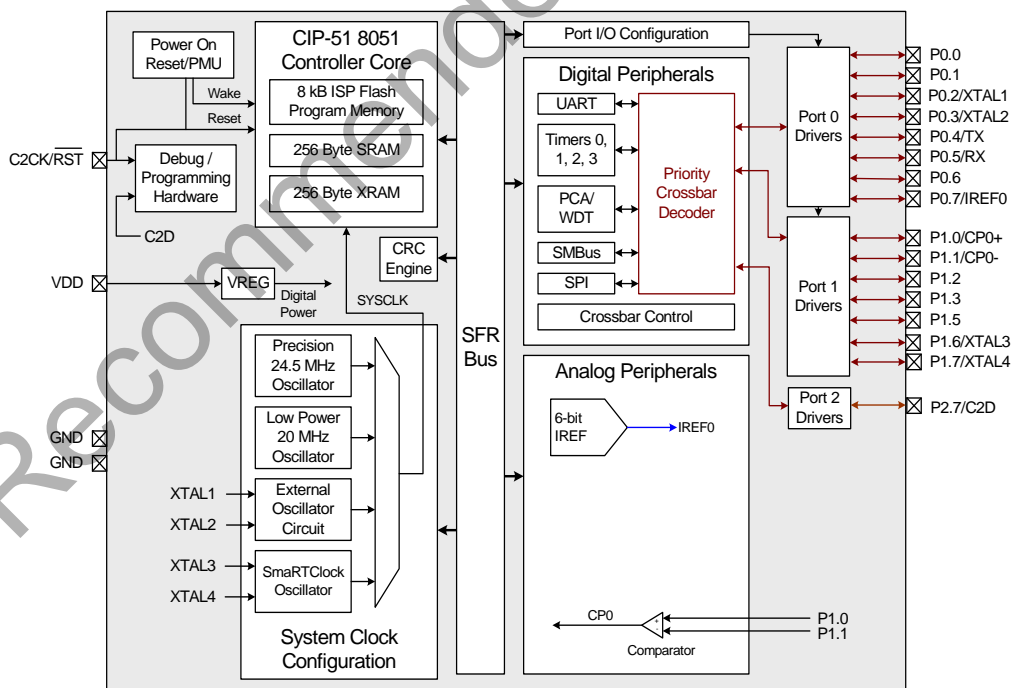 Power On
Reset/PMU
Wake
Reset
C2CK/RST
Debug /
Programming
Hardware
C2D
VDD
VREG
Digital
Power
GND
GND
CIP-51 8051
Controller Core
8 kB ISP Flash
Program Memory
256 Byte SRAM
256 Byte XRAM
CRC
Engine
SYSCLK
Precision
24.5 MHz
Oscillator
Low Power
20 MHz
Oscillator
XTAL1
XTAL2
External
Oscillator
Circuit
XTAL3
XTAL4
SmaRTClock
Oscillator
System Clock
Configuration
SFR
Bus
Port I/O Configuration
Digital Peripherals
UART
Timers 0,
1, 2, 3
PCA/
WDT
SMBus
SPI
Priority
Crossbar
Decoder
Crossbar Control
Analog Peripherals
6-bit
IREF
IREF0
CP0
+
-
Comparator
P1.0
P1.1
Port 0
Drivers
Port 1
Drivers
Port 2
Drivers
P0.0
P0.1
P0.2/XTAL1
P0.3/XTAL2
P0.4/TX
P0.5/RX
P0.6
P0.7/IREF0
P1.0/CP0+
P1.1/CP0-
P1.2
P1.3
P1.5
P1.6/XTAL3
P1.7/XTAL4
P2.7/C2D
Recommende